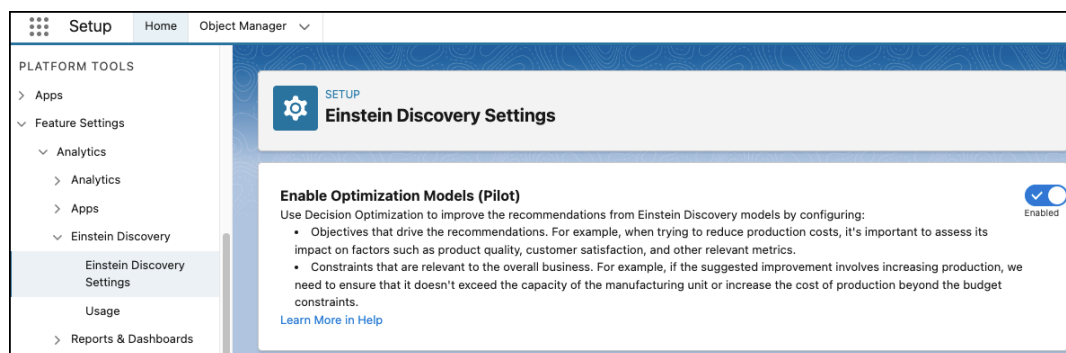 Setup Home Object Manager
PLATFORM TOOLS
Apps
Feature Settings
Analytics
Analytics
Apps
Einstein Discovery
Einstein Discovery
Settings
Usage
Reports & Dashboards
SETUP
Einstein Discovery Settings
Enable Optimization Models (Pilot)
Use Decision Optimization to improve the recommendations from Einstein Discovery models by configuring:
• Objectives that drive the recommendations. For example, when trying to reduce production costs, it's important to assess its
impact on factors such as product quality, customer satisfaction, and other relevant metrics.
• Constraints that are relevant to the overall business. For example, if the suggested improvement involves increasing production, we
need to ensure that it doesn't exceed the capacity of the manufacturing unit or increase the cost of production beyond the budget
constraints.
Learn More in Help
Enabled